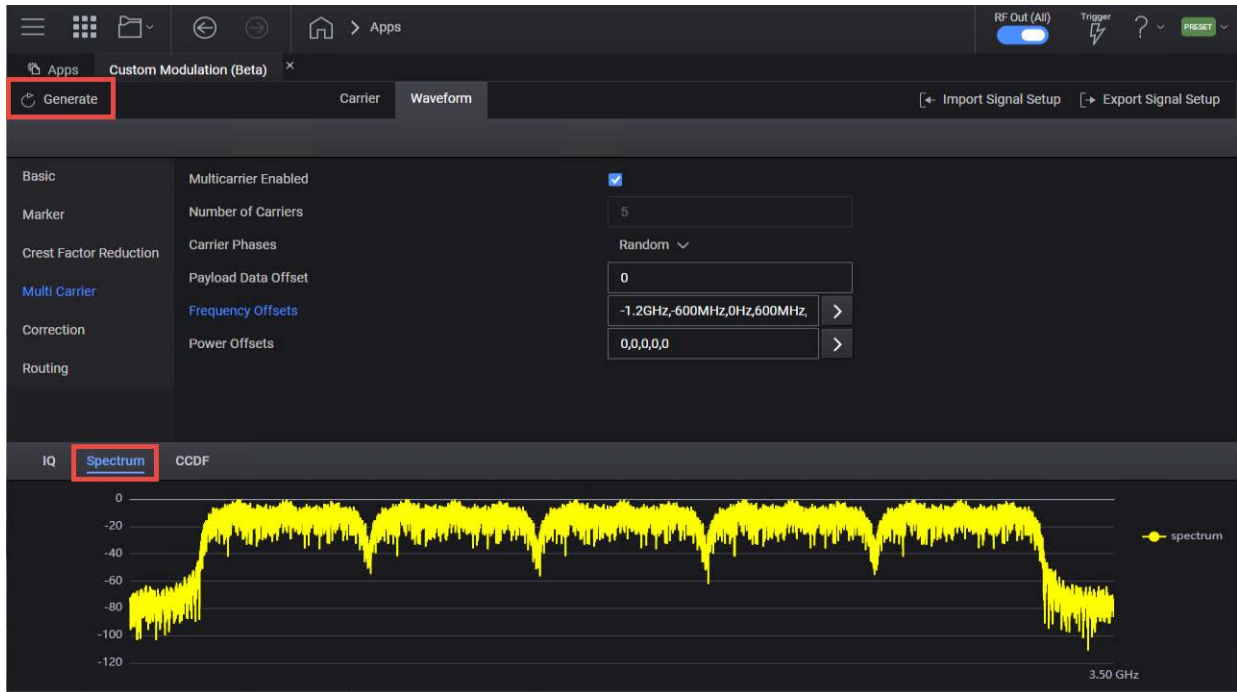 > Apps
RF Out (All)
Trigger
PRESET
Apps
Custom Modulation (Beta) ×
Generate
Carrier
Waveform
Import Signal Setup
Export Signal Setup
Basic
Marker
Crest Factor Reduction
Multi Carrier
Correction
Routing
Multicarrier Enabled
Number of Carriers 5
Carrier Phases Random
Payload Data Offset 0
Frequency Offsets -1.2GHz,-600MHz,0Hz,600MHz,
Power Offsets 0,0,0,0,0
IQ Spectrum CCDF
0
-20
-40
-60
-80
-100
-120
spectrum
3.50 GHz